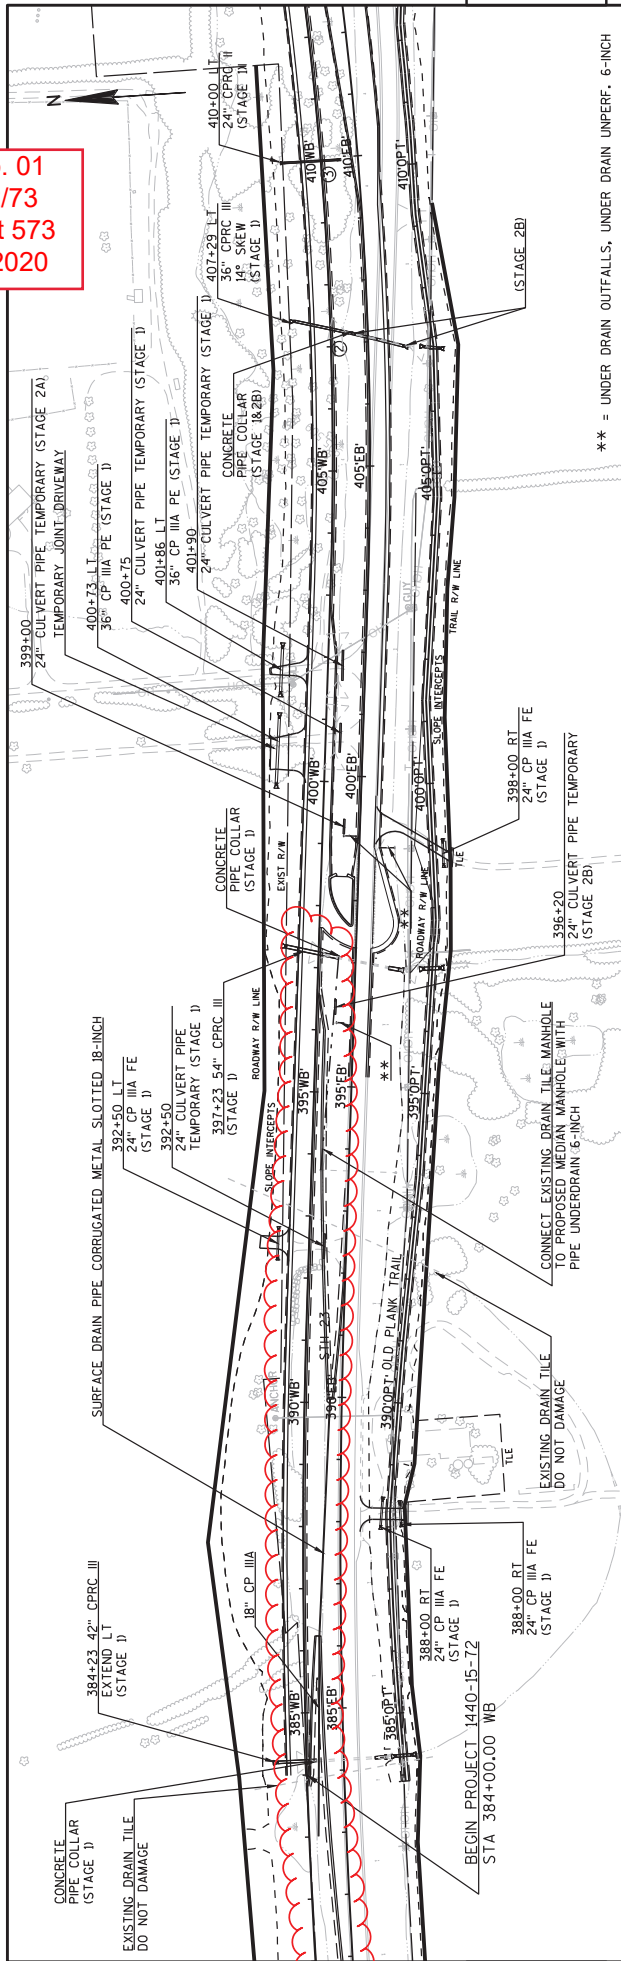 o. 01
/73
t 573
2020
N
410+00 LT
24" CPRC II
(STAGE 1)
407+29 LT
36" CPRC III
14° SKEW
(STAGE 1)
(STAGE 2B)
CONCRETE
PIPE COLLAR
(STAGE 1&2B)
399+00
24" CULVERT PIPE TEMPORARY (STAGE 2A)
TEMPORARY JOINT DRIVEWAY
400+73 LT
36" CP IIIA PE (STAGE 1)
400+75
24" CULVERT PIPE TEMPORARY (STAGE 1)
401+86 LT
36" CP IIIA PE (STAGE 1)
401+90
24" CULVERT PIPE TEMPORARY (STAGE 1)
410'WB'
410'EB'
410'OPT'
3
2
405'WB'
405'EB'
405'OPT'
400'WB'
400'EB'
400'OPT'
395'WB'
395'EB'
395'OPT'
390'WB'
390'EB'
390'OPT'
385'WB'
385'EB'
385'OPT'
GUY
SLOPE INTERCEPTS
TRAIL R/W LINE
EXIST R/W
ROADWAY R/W LINE
CONCRETE
PIPE COLLAR
(STAGE 1)
398+00 RT
24" CP IIIA FE
(STAGE 1)
TLE
ROADWAY R/W LINE
**
396+20
24" CULVERT PIPE TEMPORARY
(STAGE 2B)
**
SURFACE DRAIN PIPE CORRUGATED METAL SLOTTED 18-INCH
392+50 LT
24" CP IIIA FE
(STAGE 1)
392+50
24" CULVERT PIPE
TEMPORARY (STAGE 1)
397+23 54" CPRC III
(STAGE 1)
SLOPE INTERCEPTS
CONNECT EXISTING DRAIN TILE MANHOLE
TO PROPOSED MEDIAN MANHOLE WITH
PIPE UNDERDRAIN 6-INCH
STH 23
OLD PLANK TRAIL
ANCHOR
EXISTING DRAIN TILE
DO NOT DAMAGE
TLE
388+00 RT
24" CP IIIA FE
(STAGE 1)
388+00 RT
24" CP IIIA FE
(STAGE 1)
384+23 42" CPRC III
EXTEND LT
(STAGE 1)
18" CP IIIA
CONCRETE
PIPE COLLAR
(STAGE 1)
EXISTING DRAIN TILE
DO NOT DAMAGE
BEGIN PROJECT 1440-15-72
STA 384+00.00 WB
** = UNDER DRAIN OUTFALLS, UNDER DRAIN UNPERF. 6-INCH